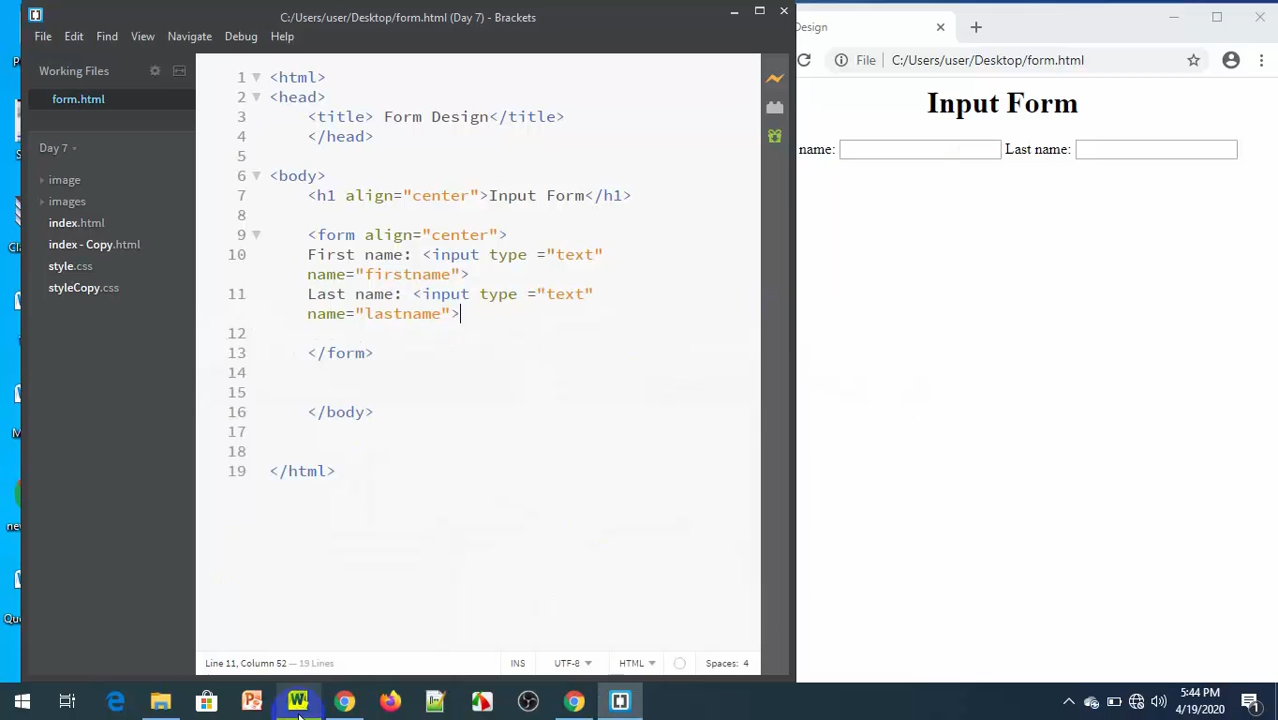 C:/Users/user/Desktop/form.html (Day 7) - Brackets
File Edit Find View Navigate Debug Help
Working Files
form.html
Day 7
image
images
index.html
index - Copy.html
style.css
styleCopy.css
1 <html>
2 <head>
3 <title> Form Design</title>
4 </head>
5
6 <body>
7 <h1 align="center">Input Form</h1>
8
9 <form align="center">
10 First name: <input type ="text"
name="firstname">
11 Last name: <input type ="text"
name="lastname">
12
13 </form>
14
15
16 </body>
17
18
19 </html>
Line 11, Column 52 — 19 Lines
INS UTF-8 HTML Spaces: 4
Design
File C:/Users/user/Desktop/form.html
Input Form
name: Last name:
5:44 PM
4/19/2020